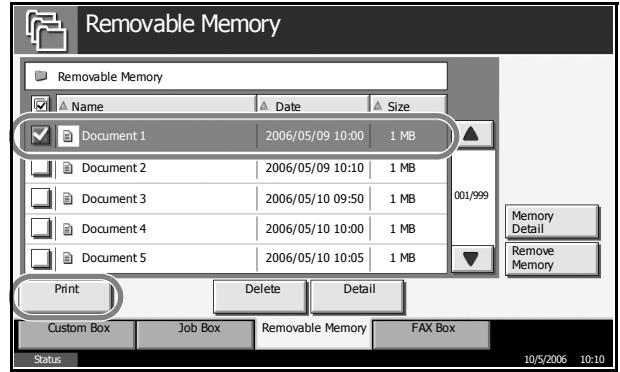 Removable Memory
Removable Memory
Name Date Size
Document 1 2006/05/09 10:00 1 MB
Document 2 2006/05/09 10:10 1 MB
Document 3 2006/05/10 09:50 1 MB
001/999
Document 4 2006/05/10 10:00 1 MB
Memory
Detail
Document 5 2006/05/10 10:05 1 MB
Remove
Memory
Print Delete Detail
Custom Box Job Box Removable Memory FAX Box
Status 10/5/2006 10:10